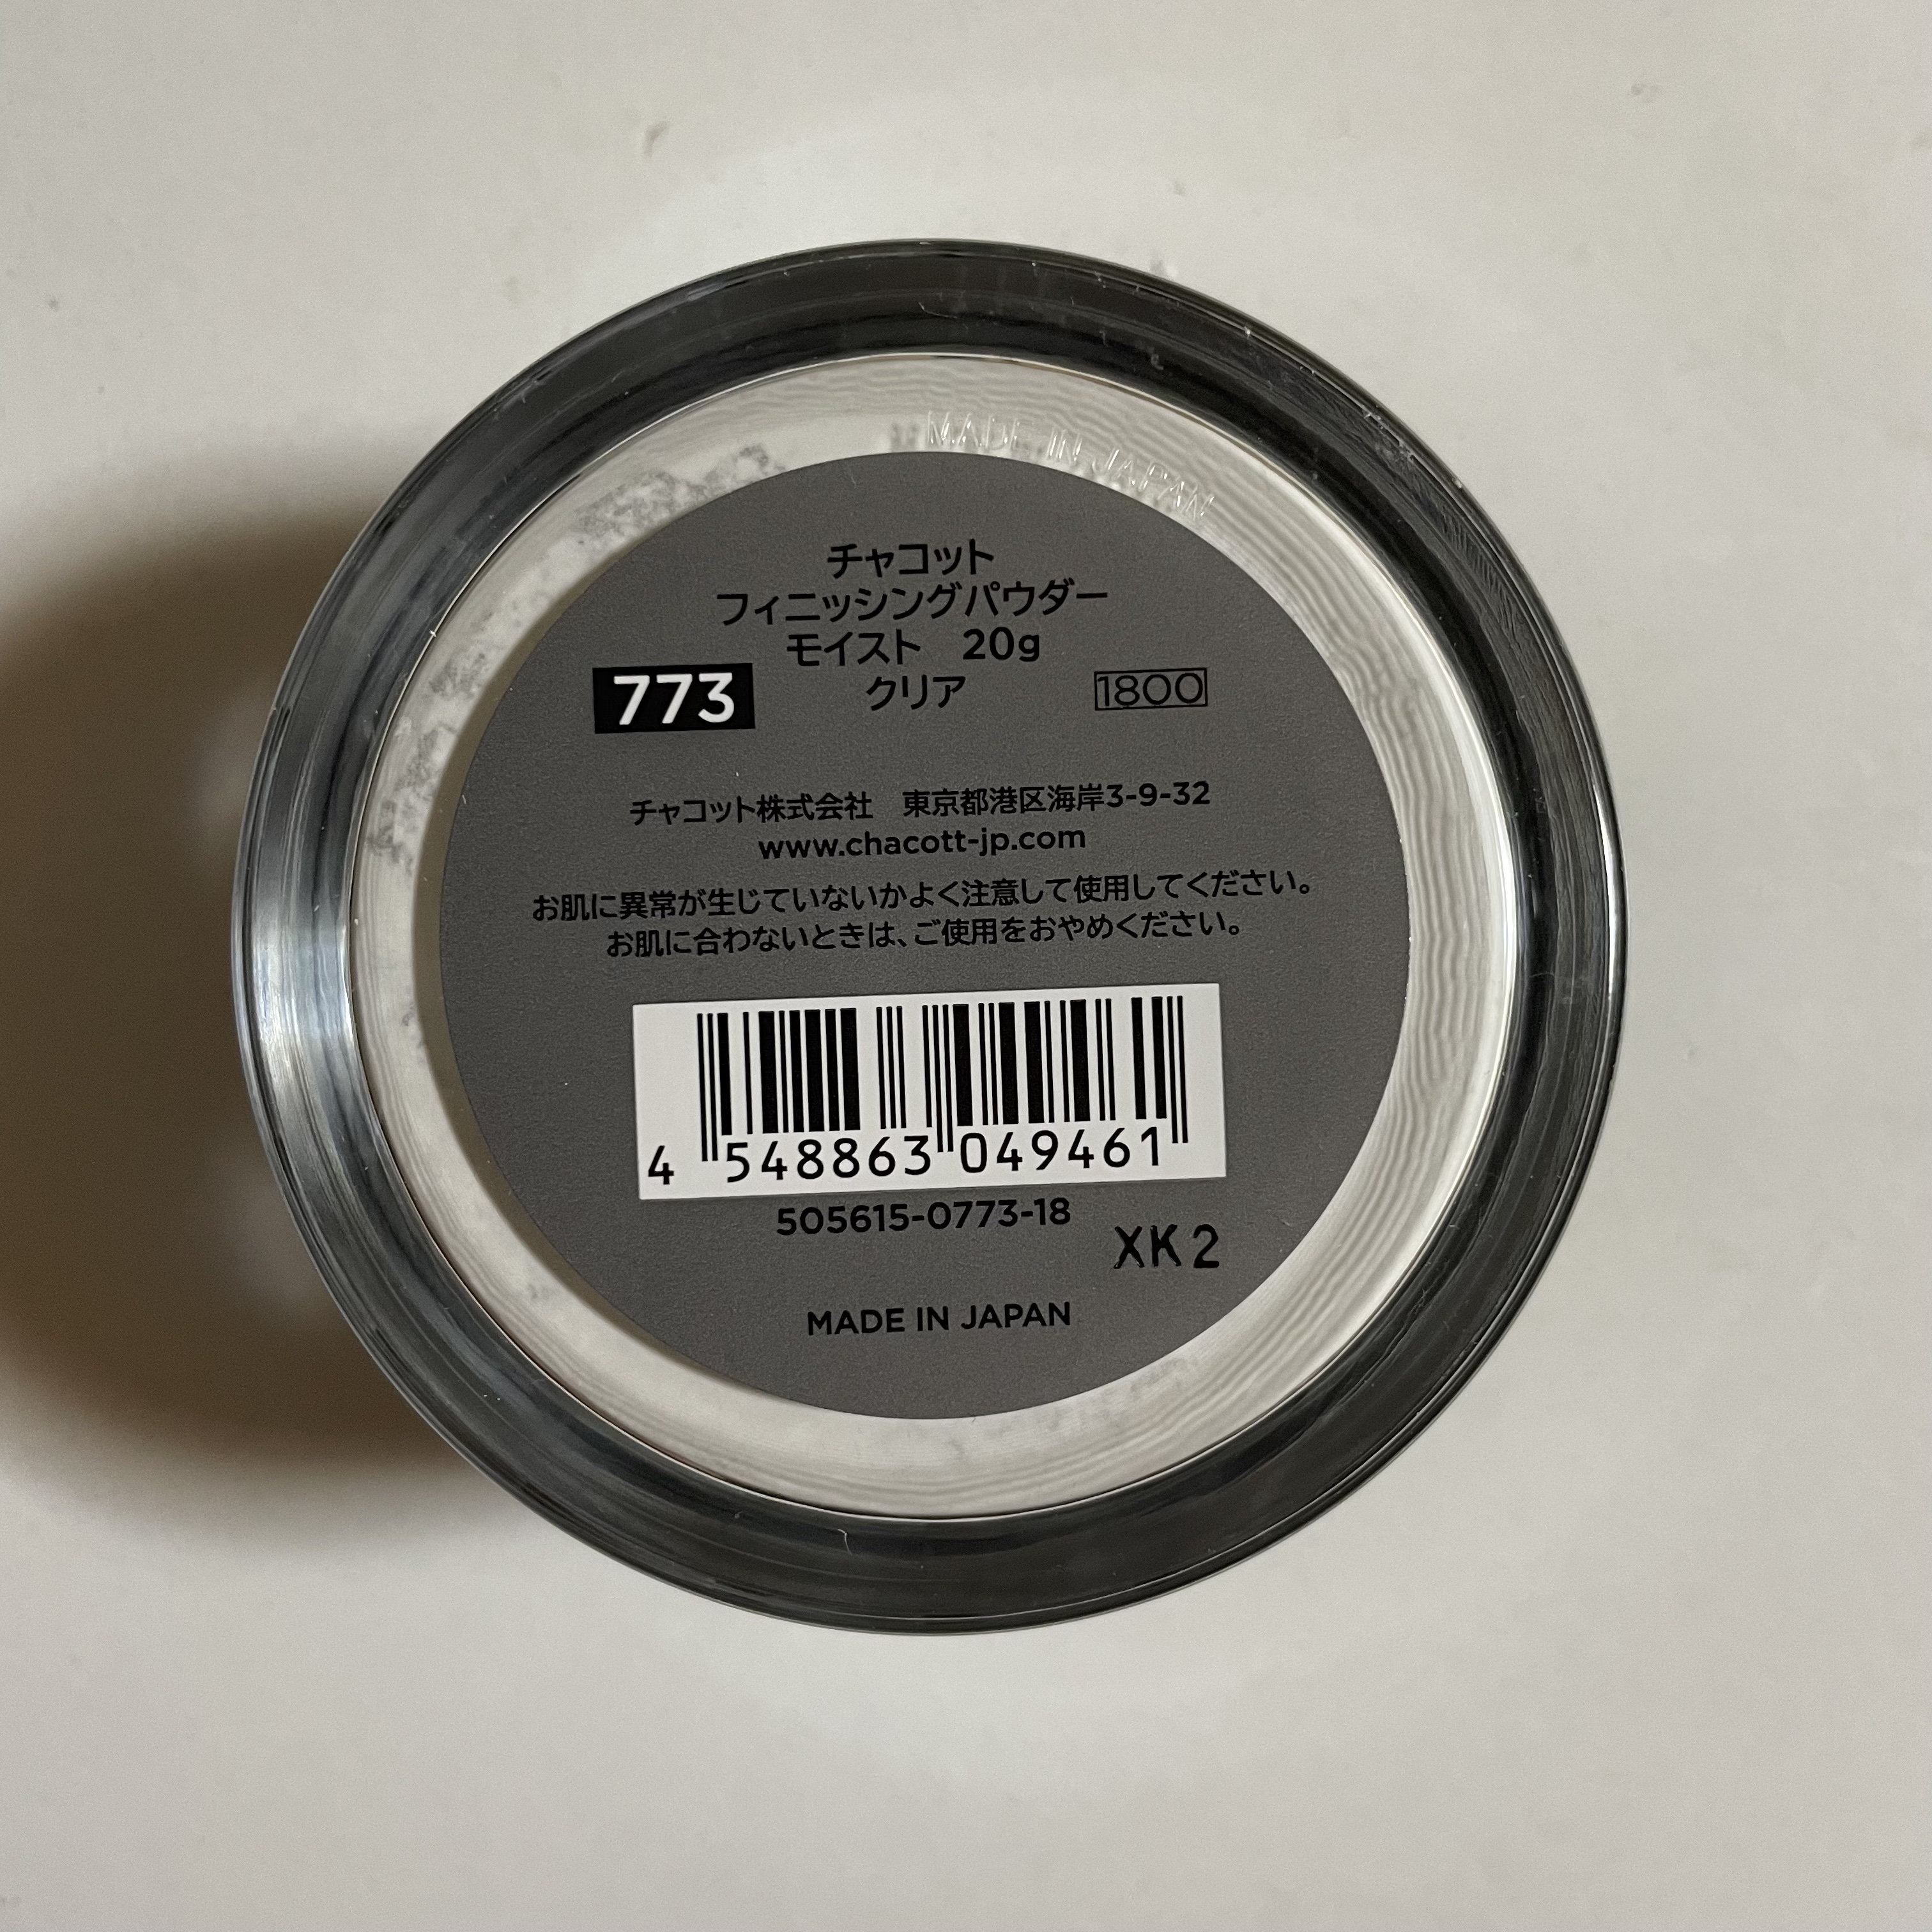 MADE IN JAPAN
チャコット
フィニッシングパウダー
モイスト　20g
773 クリア 1800
チャコット株式会社　東京都港区海岸3-9-32
www.chacott-jp.com
お肌に異常が生じていないかよく注意して使用してください。
お肌に合わないときは、ご使用をおやめください。
4 548863 049461
505615-0773-18
XK2
MADE IN JAPAN